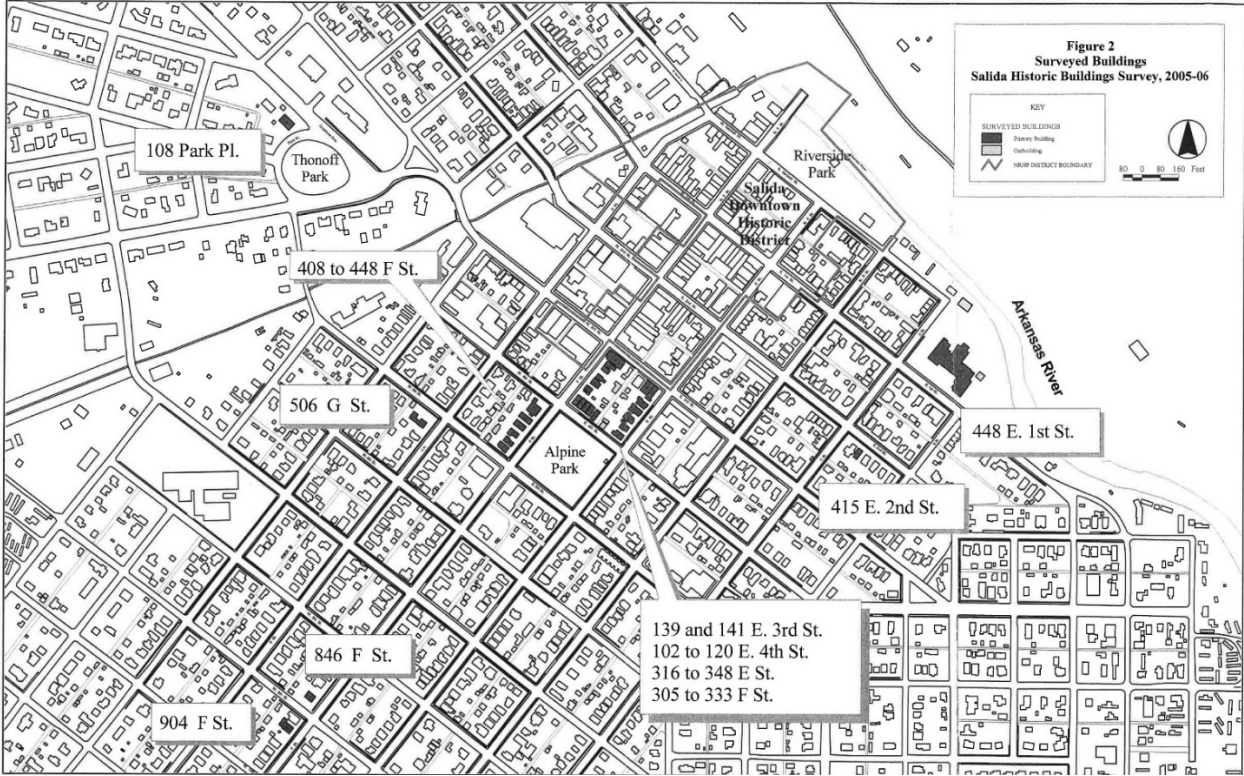 Figure 2
Surveyed Buildings
Salida Historic Buildings Survey, 2005-06
KEY
SURVEYED BUILDINGS
Primary Building
Outbuilding
NRHP DISTRICT BOUNDARY
80 0 80 160 Feet
108 Park Pl.
Thonoff
Park
Riverside
Park
Salida
Downtown
Historic
District
408 to 448 F St.
Arkansas River
506 G St.
448 E. 1st St.
Alpine
Park
415 E. 2nd St.
139 and 141 E. 3rd St.
102 to 120 E. 4th St.
316 to 348 E St.
305 to 333 F St.
846 F St.
904 F St.